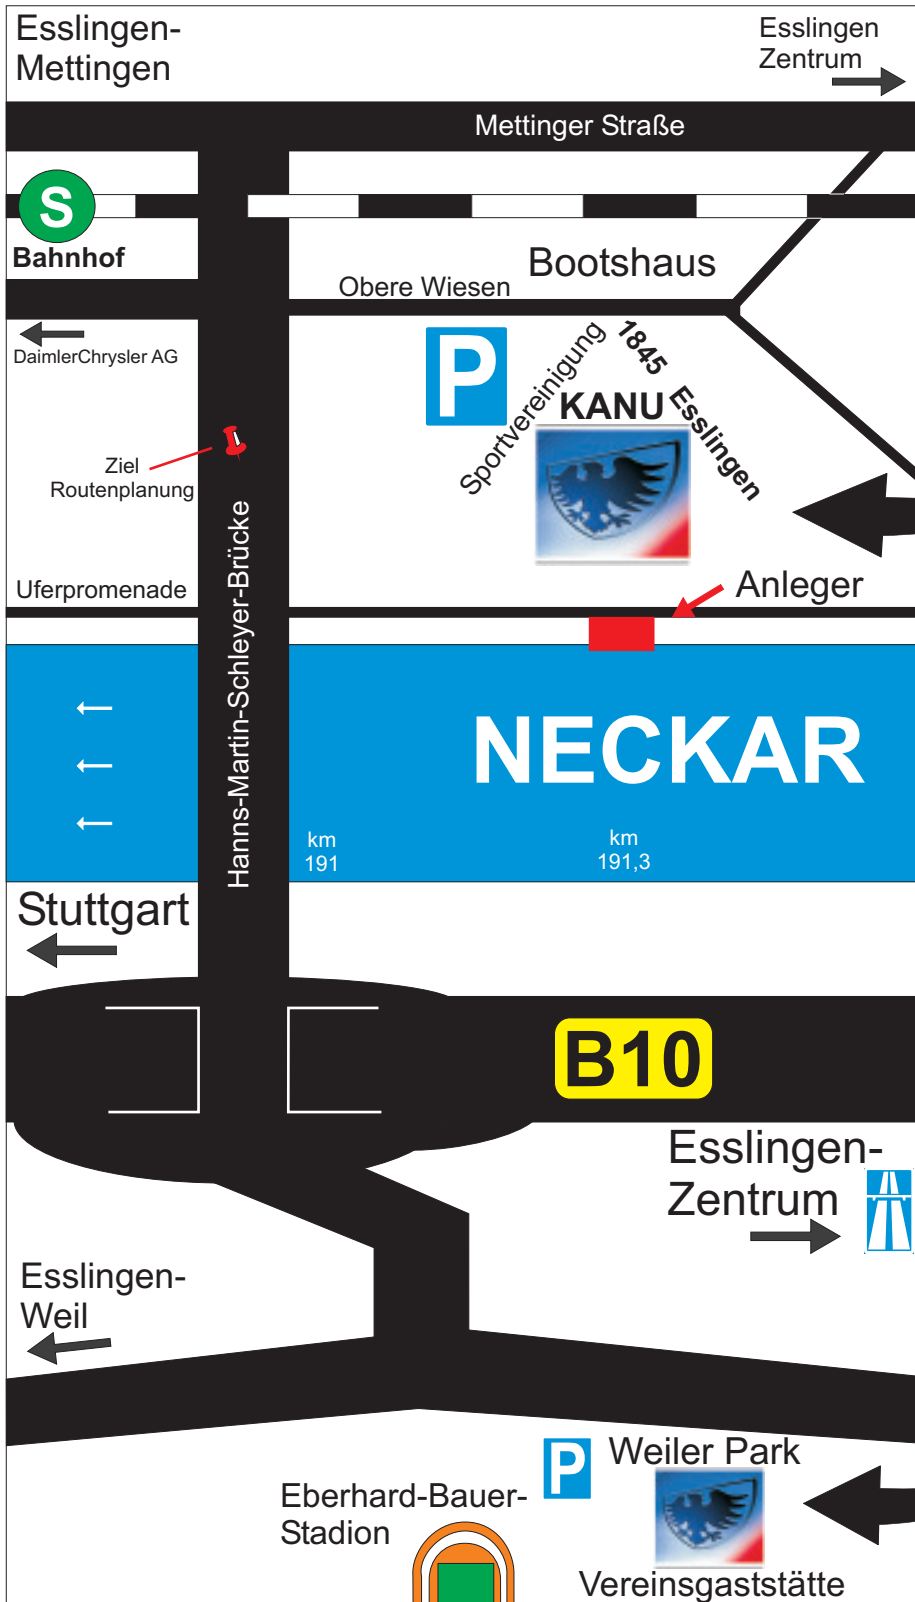 Esslingen-
Mettingen
Esslingen
Zentrum
Mettinger Straße
S
Bahnhof
Bootshaus
Obere Wiesen
DaimlerChrysler AG
P
Sportvereinigung
1845
Esslingen
KANU
Ziel
Routenplanung
Hanns-Martin-Schleyer-Brücke
Uferpromenade
Anleger
NECKAR
km
191
km
191,3
Stuttgart
B10
Esslingen-
Zentrum
Esslingen-
Weil
P
Weiler Park
Eberhard-Bauer-
Stadion
Vereinsgaststätte